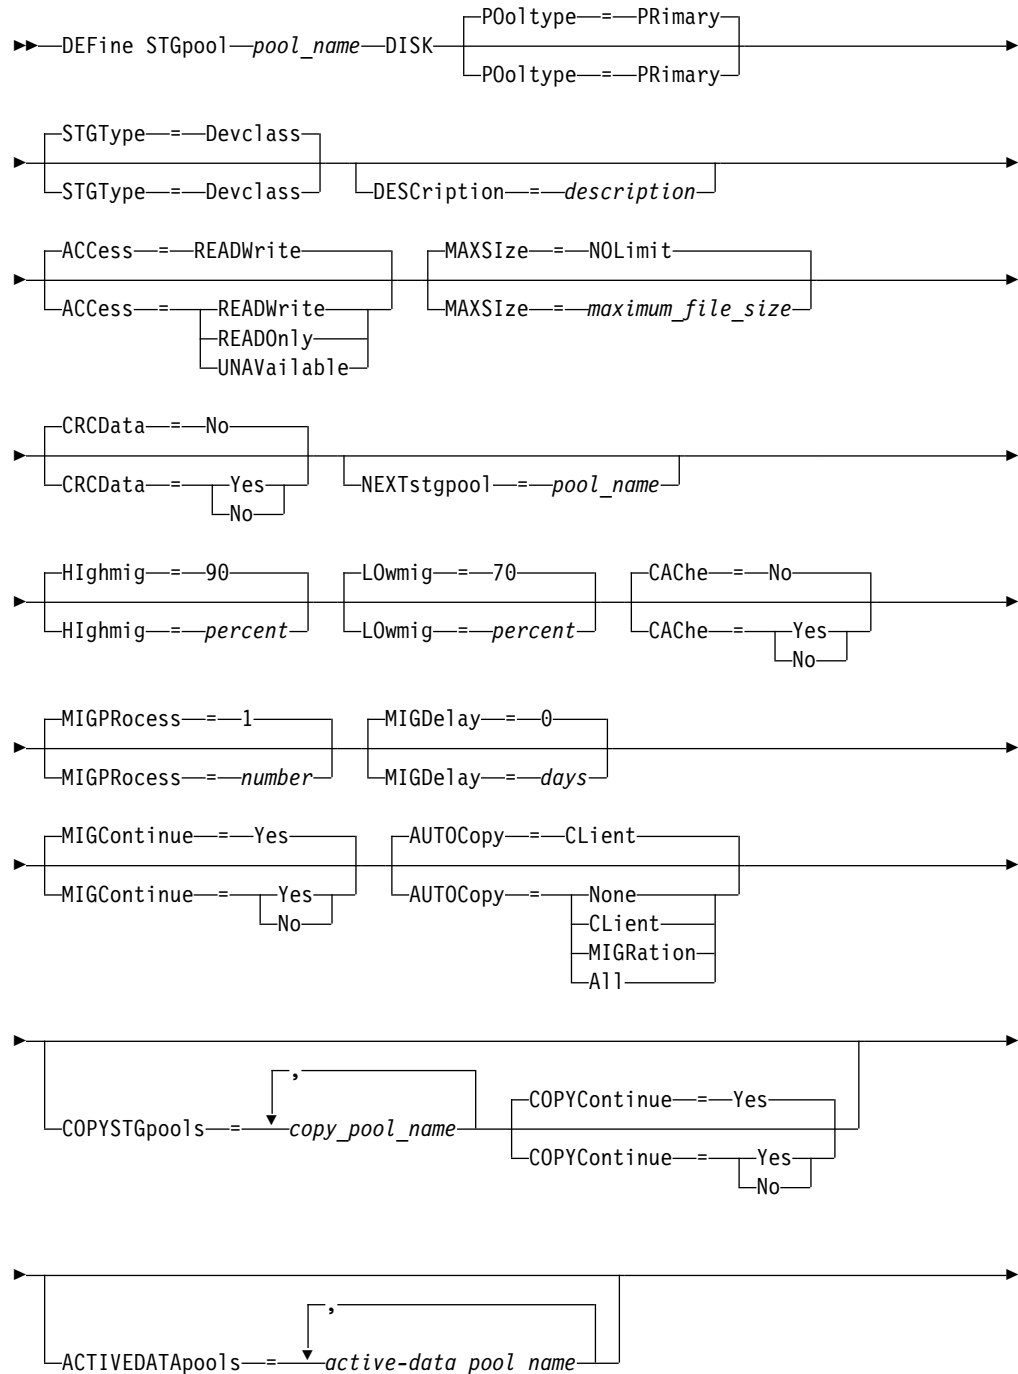 POoltype = PRimary
DEFine STGpool pool_name DISK
POoltype = PRimary
STGType = Devclass
STGType = Devclass
DESCription = description
ACCess = READWrite
ACCess = READWrite
READOnly
UNAVailable
MAXSIze = NOLimit
MAXSIze = maximum_file_size
CRCData = No
CRCData = Yes
No
NEXTstgpool = pool_name
HIghmig = 90
HIghmig = percent
LOwmig = 70
LOwmig = percent
CAChe = No
CAChe = Yes
No
MIGPRocess = 1
MIGPRocess = number
MIGDelay = 0
MIGDelay = days
MIGContinue = Yes
MIGContinue = Yes
No
AUTOCopy = CLient
AUTOCopy = None
CLient
MIGRation
All
,
COPYSTGpools = copy_pool_name
COPYContinue = Yes
COPYContinue = Yes
No
,
ACTIVEDATApools = active-data_pool_name